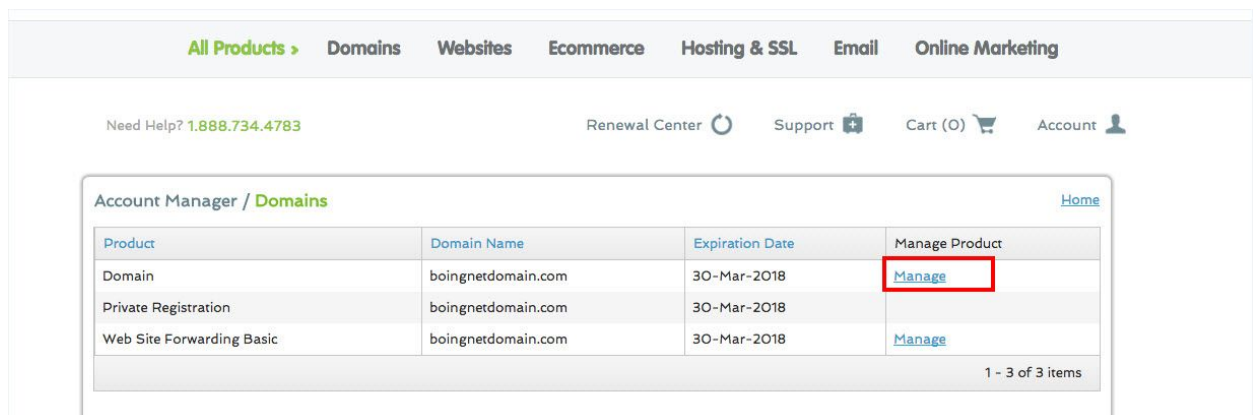 All Products > Domains Websites Ecommerce Hosting & SSL Email Online Marketing
Need Help? 1.888.734.4783 Renewal Center Support Cart (0) Account
Account Manager / Domains Home
Product Domain Name Expiration Date Manage Product
Domain boingnetdomain.com 30-Mar-2018 Manage
Private Registration boingnetdomain.com 30-Mar-2018
Web Site Forwarding Basic boingnetdomain.com 30-Mar-2018 Manage
1 - 3 of 3 items